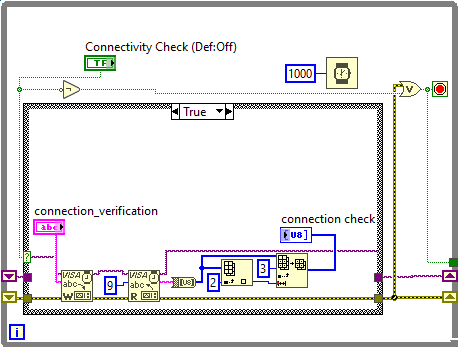 Connectivity Check (Def:Off)
TF
1000
True
connection_verification
abc
connection check
U8
?
VISA
abc
W
9
VISA
abc
R
[U8]
2
3
V
i